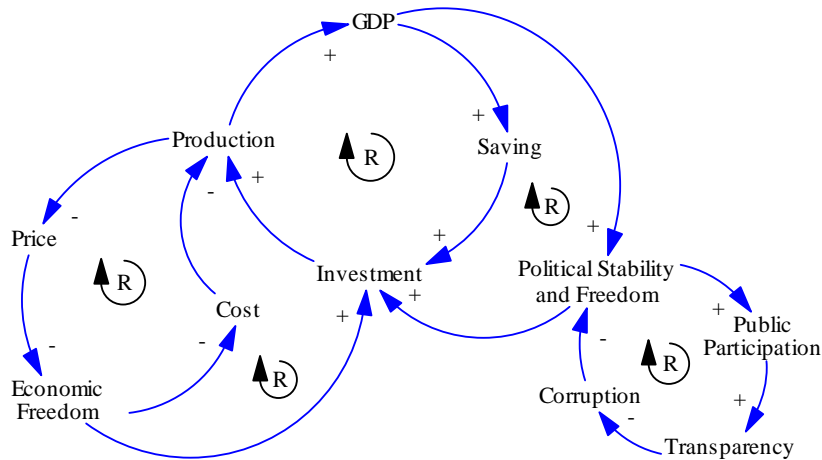 GDP
+
+
Production
Saving
R
-
+
R
-
+
+
Price
Political Stability
and Freedom
R
Investment
+
+
+
Cost
Public
Participation
-
-
-
R
Economic
Freedom
R
Corruption
+
-
Transparency